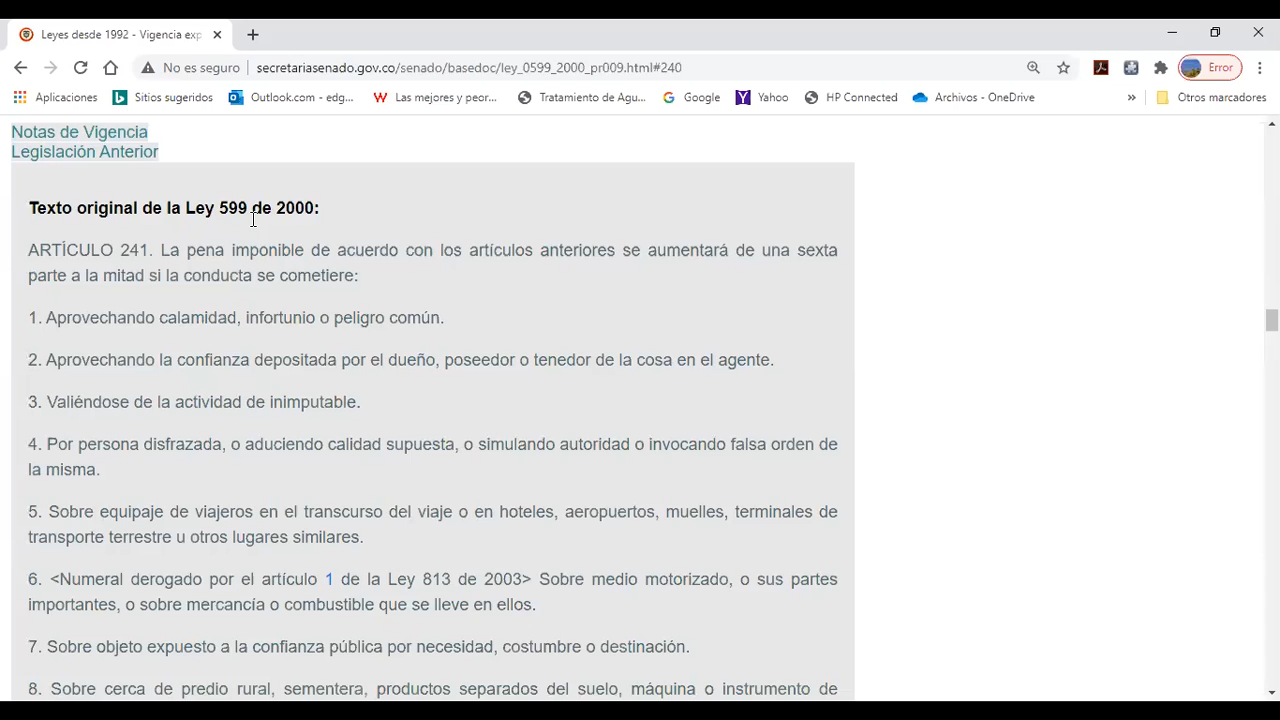 Leyes desde 1992 - Vigencia exp
No es seguro secretariasenado.gov.co/senado/basedoc/ley_0599_2000_pr009.html#240 Error
Aplicaciones Sitios sugeridos Outlook.com - edg... Las mejores y peor... Tratamiento de Agu... Google Yahoo HP Connected Archivos - OneDrive » Otros marcadores
Notas de Vigencia
Legislación Anterior
Texto original de la Ley 599 de 2000:
ARTÍCULO 241. La pena imponible de acuerdo con los artículos anteriores se aumentará de una sexta
parte a la mitad si la conducta se cometiere:
1. Aprovechando calamidad, infortunio o peligro común.
2. Aprovechando la confianza depositada por el dueño, poseedor o tenedor de la cosa en el agente.
3. Valiéndose de la actividad de inimputable.
4. Por persona disfrazada, o aduciendo calidad supuesta, o simulando autoridad o invocando falsa orden de
la misma.
5. Sobre equipaje de viajeros en el transcurso del viaje o en hoteles, aeropuertos, muelles, terminales de
transporte terrestre u otros lugares similares.
6. <Numeral derogado por el artículo 1 de la Ley 813 de 2003> Sobre medio motorizado, o sus partes
importantes, o sobre mercancía o combustible que se lleve en ellos.
7. Sobre objeto expuesto a la confianza pública por necesidad, costumbre o destinación.
8. Sobre cerca de predio rural, sementera, productos separados del suelo, máquina o instrumento de